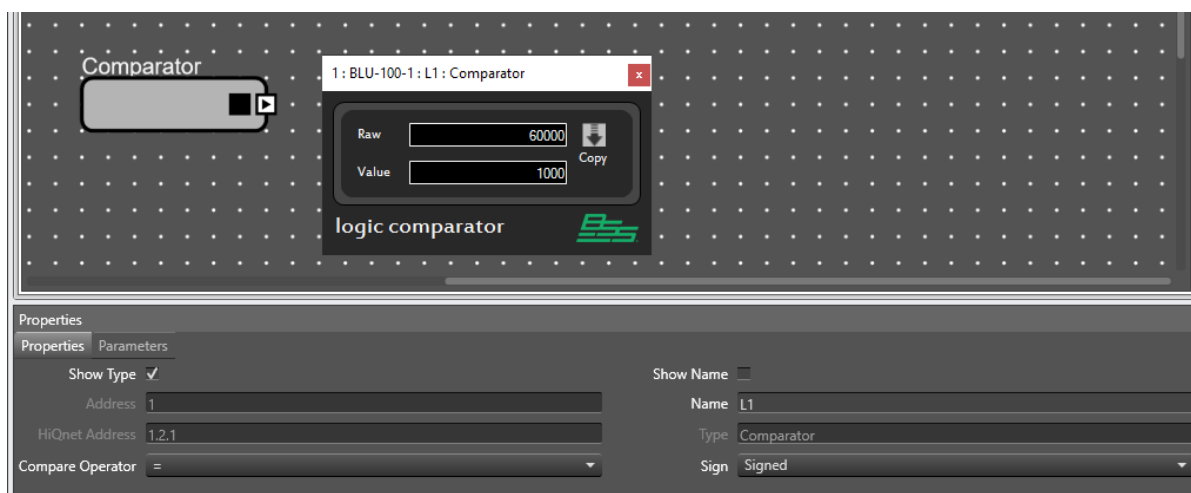 Comparator
1 : BLU-100-1 : L1 : Comparator
x
Raw 60000
Copy
Value 1000
logic comparator BSS
Properties
Properties Parameters
Show Type Show Name
Address 1 Name L1
HiQnet Address 1.2.1 Type Comparator
Compare Operator = Sign Signed